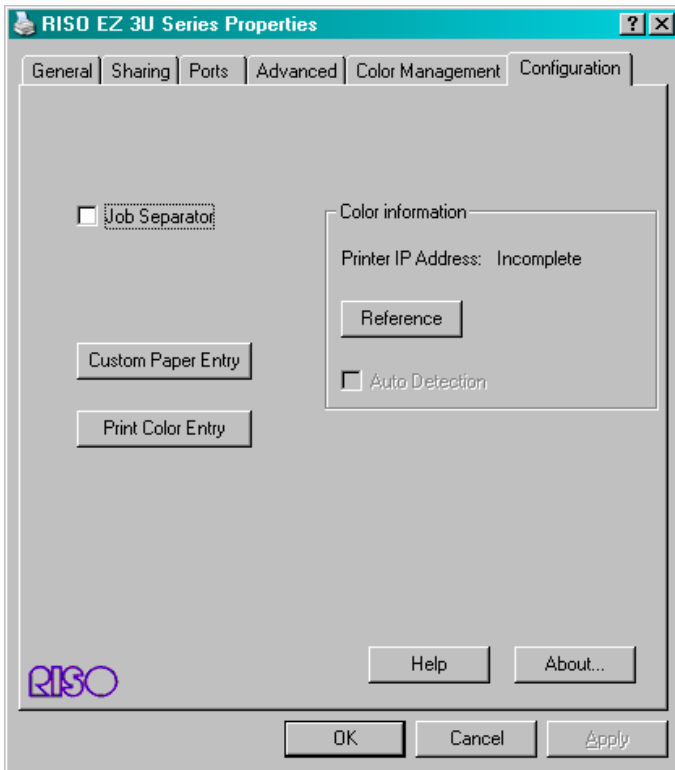 RISO EZ 3U Series Properties
General Sharing Ports Advanced Color Management Configuration
Job Separator
Color information
Printer IP Address: Incomplete
Reference
Custom Paper Entry
Auto Detection
Print Color Entry
Help About...
RISO
OK Cancel Apply